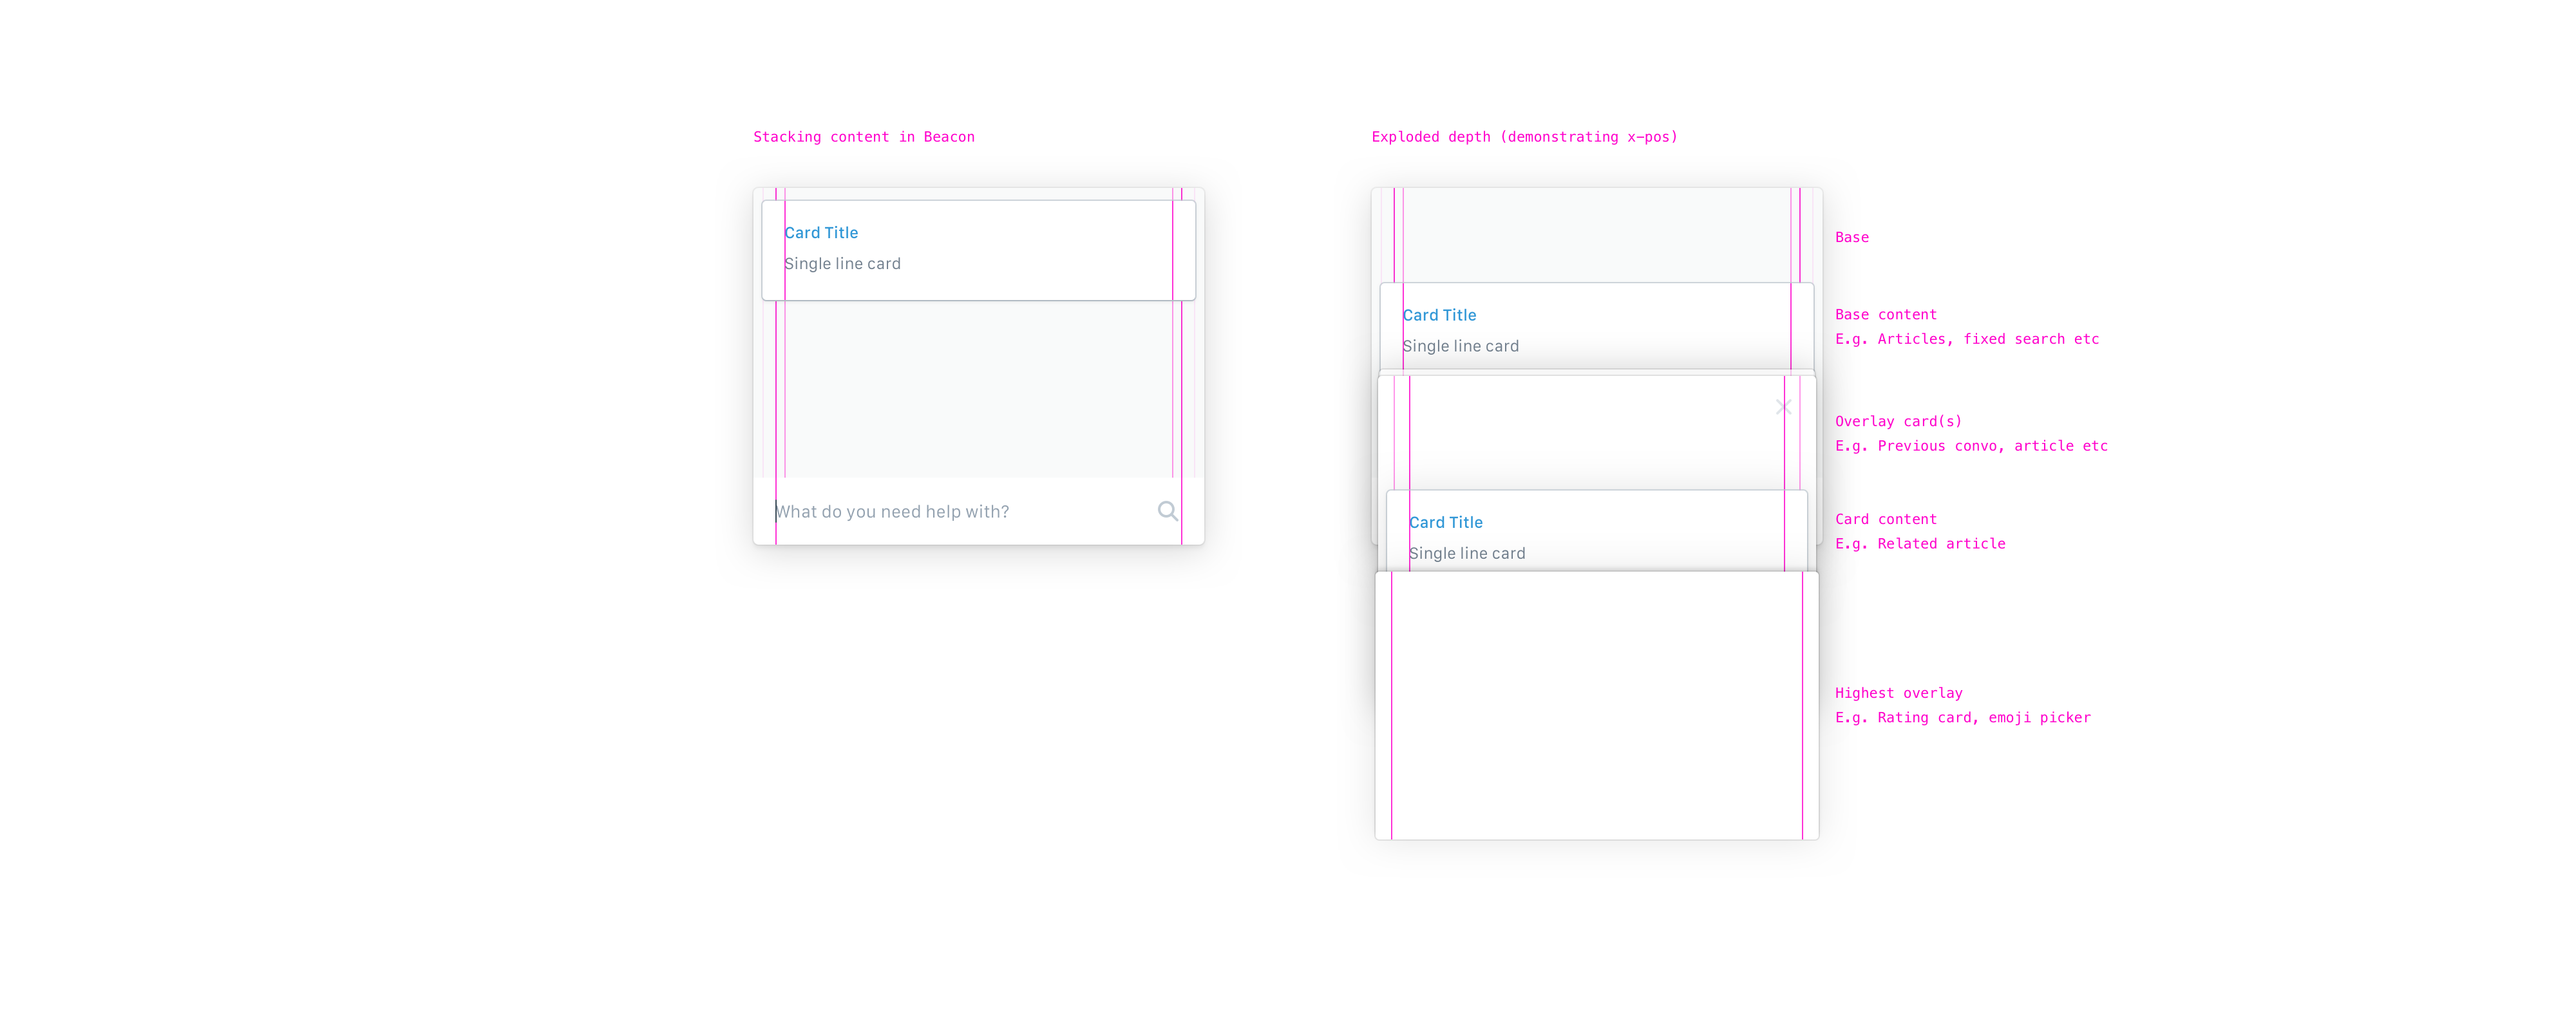 Stacking content in Beacon
Card Title
Single line card
What do you need help with?
Exploded depth (demonstrating x-pos)
Base
Card Title
Single line card
Base content
E.g. Articles, fixed search etc
Overlay card(s)
E.g. Previous convo, article etc
Card Title
Single line card
Card content
E.g. Related article
Highest overlay
E.g. Rating card, emoji picker